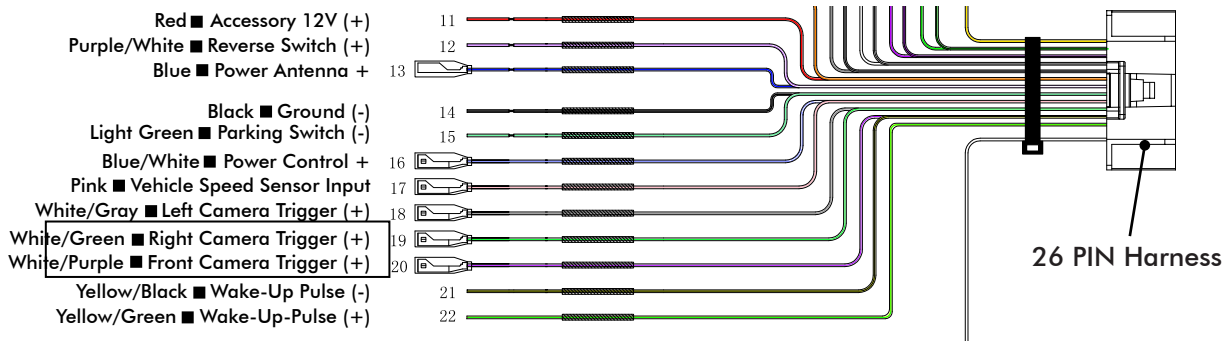 Red ■ Accessory 12V (+) 11
Purple/White ■ Reverse Switch (+) 12
Blue ■ Power Antenna + 13
Black ■ Ground (-) 14
Light Green ■ Parking Switch (-) 15
Blue/White ■ Power Control + 16
Pink ■ Vehicle Speed Sensor Input 17
White/Gray ■ Left Camera Trigger (+) 18
White/Green ■ Right Camera Trigger (+) 19
White/Purple ■ Front Camera Trigger (+) 20
Yellow/Black ■ Wake-Up Pulse (-) 21
Yellow/Green ■ Wake-Up-Pulse (+) 22
26 PIN Harness